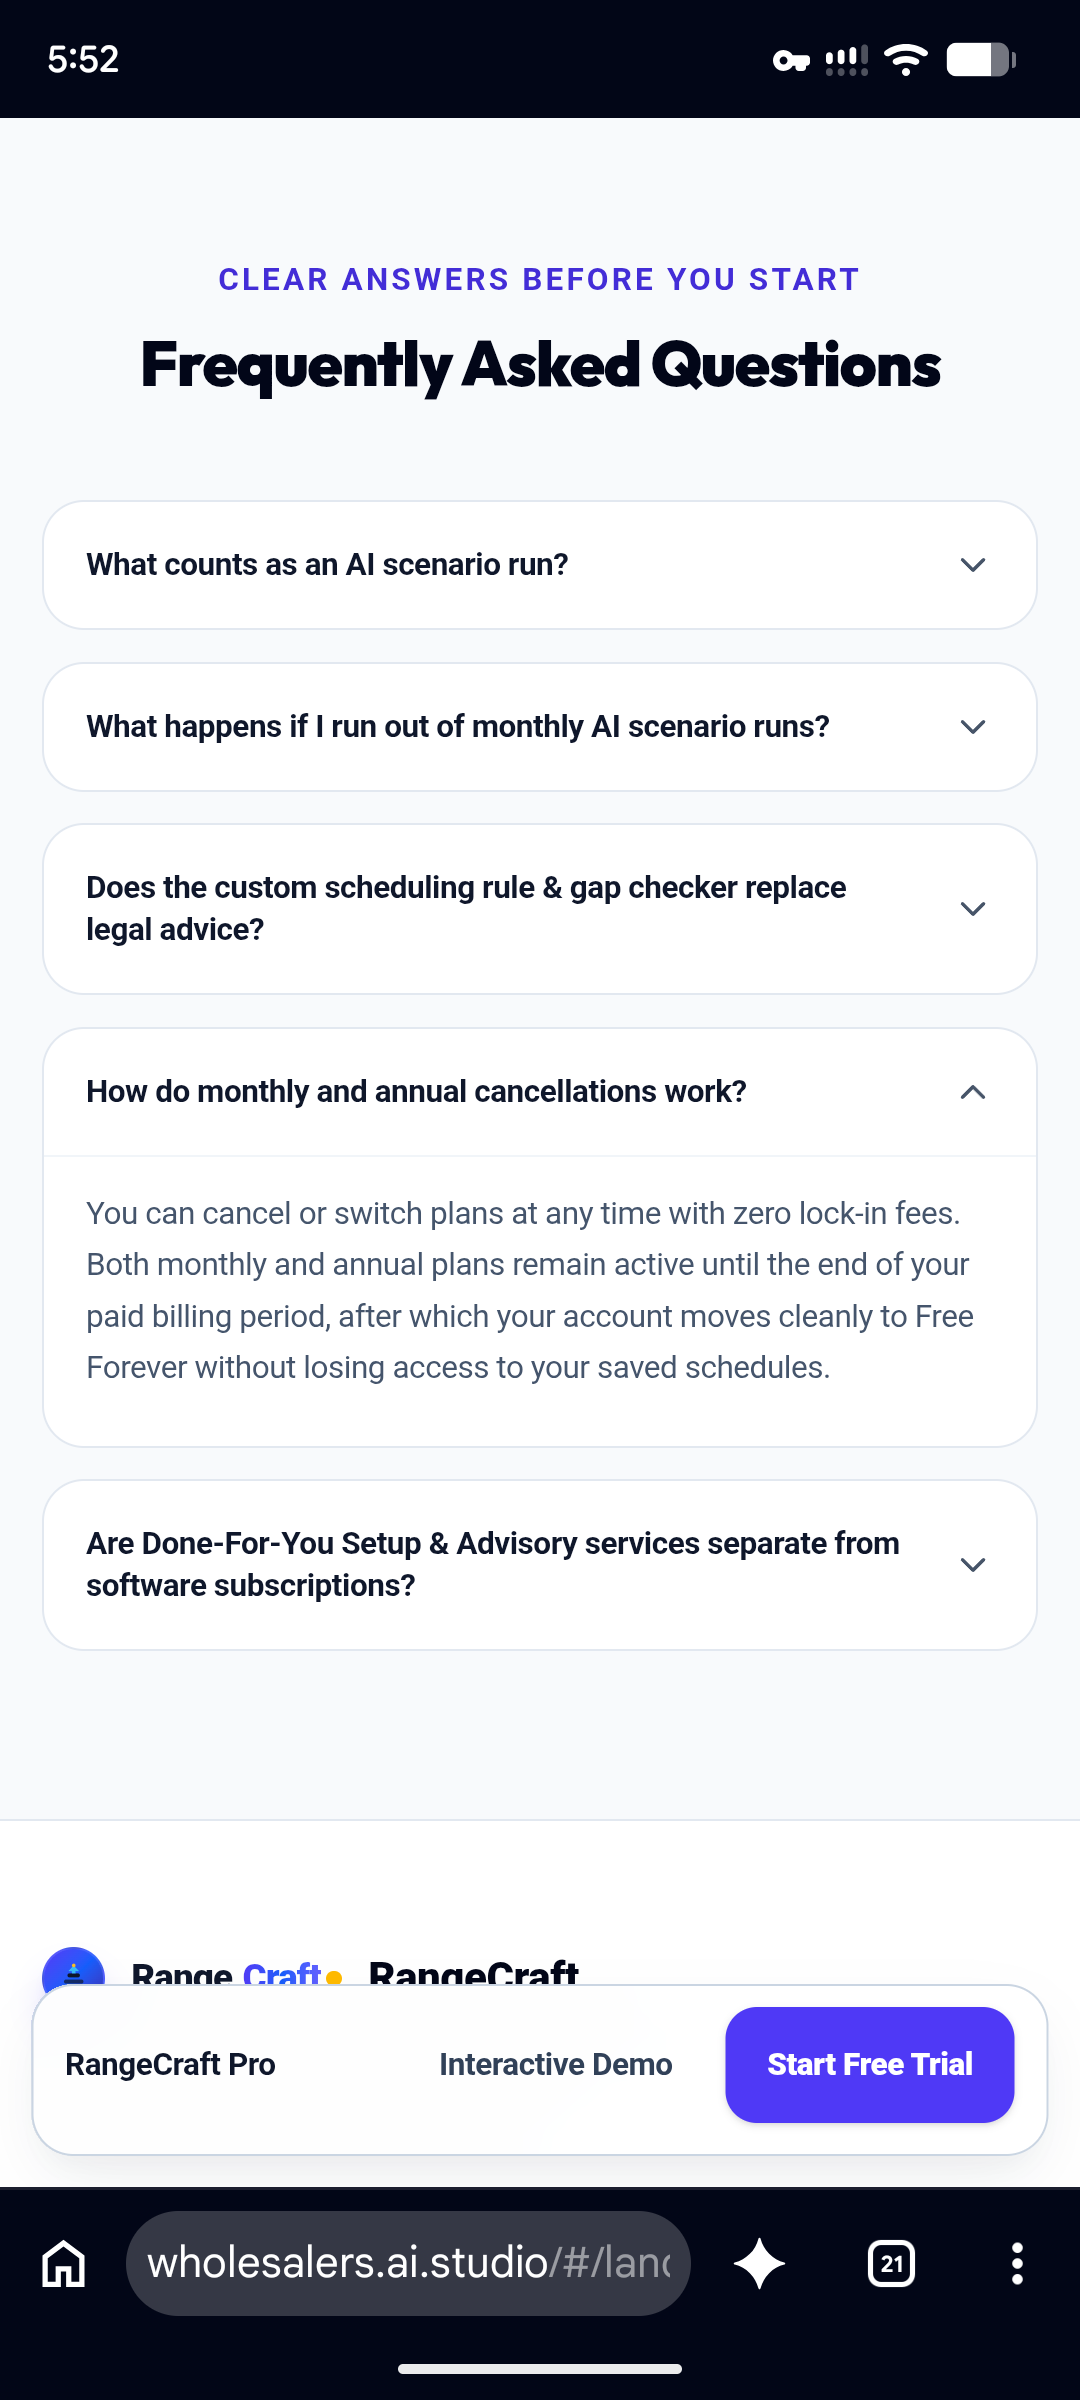 5:52
CLEAR ANSWERS BEFORE YOU START
Frequently Asked Questions
What counts as an AI scenario run?
What happens if I run out of monthly AI scenario runs?
Does the custom scheduling rule & gap checker replace
legal advice?
How do monthly and annual cancellations work?
You can cancel or switch plans at any time with zero lock-in fees.
Both monthly and annual plans remain active until the end of your
paid billing period, after which your account moves cleanly to Free
Forever without losing access to your saved schedules.
Are Done-For-You Setup & Advisory services separate from
software subscriptions?
Range Craft RangeCraft
RangeCraft Pro Interactive Demo Start Free Trial
wholesalers.ai.studio/#/lan
21